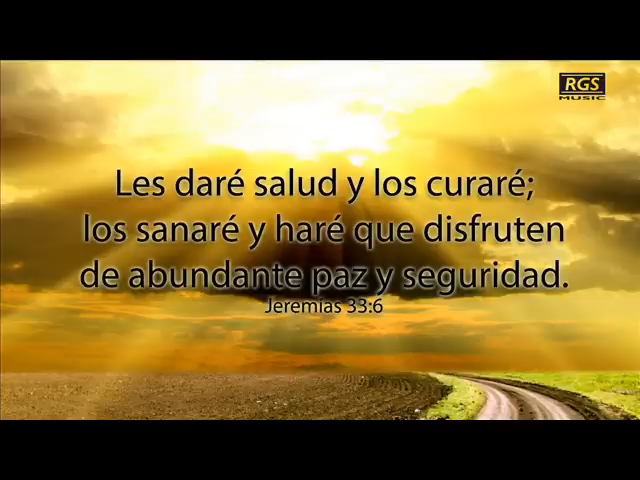 RGS
MUSIC
Les daré salud y los curaré;
los sanaré y haré que disfruten
de abundante paz y seguridad.
Jeremías 33:6